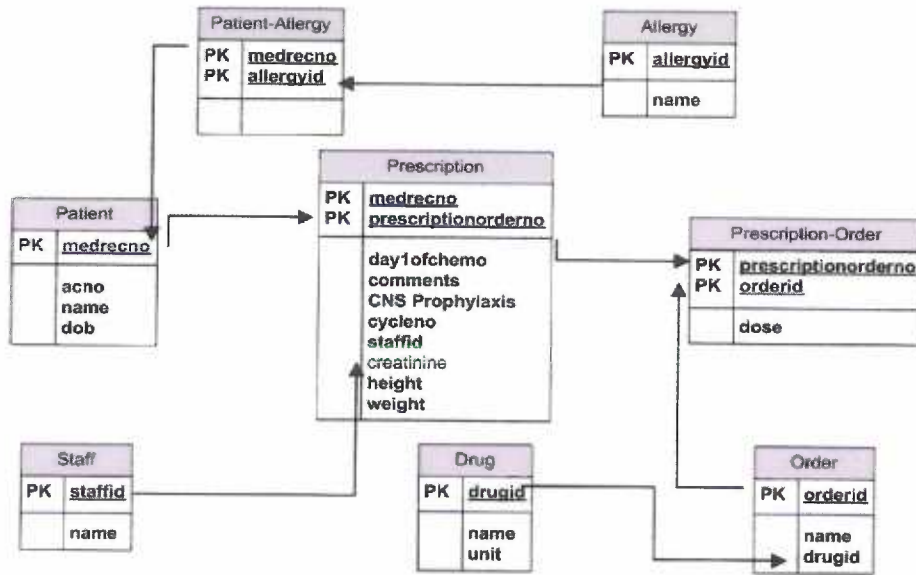 Patient-Allergy
PK medrecno
PK allergyid
Allergy
PK allergyid
name
Prescription
PK medrecno
PK prescriptionorderno
day1ofchemo
comments
CNS Prophylaxis
cycleno
staffid
creatinine
height
weight
Patient
PK medrecno
acno
name
dob
Prescription-Order
PK prescriptionorderno
PK orderid
dose
Staff
PK staffid
name
Drug
PK drugid
name
unit
Order
PK orderid
name
drugid